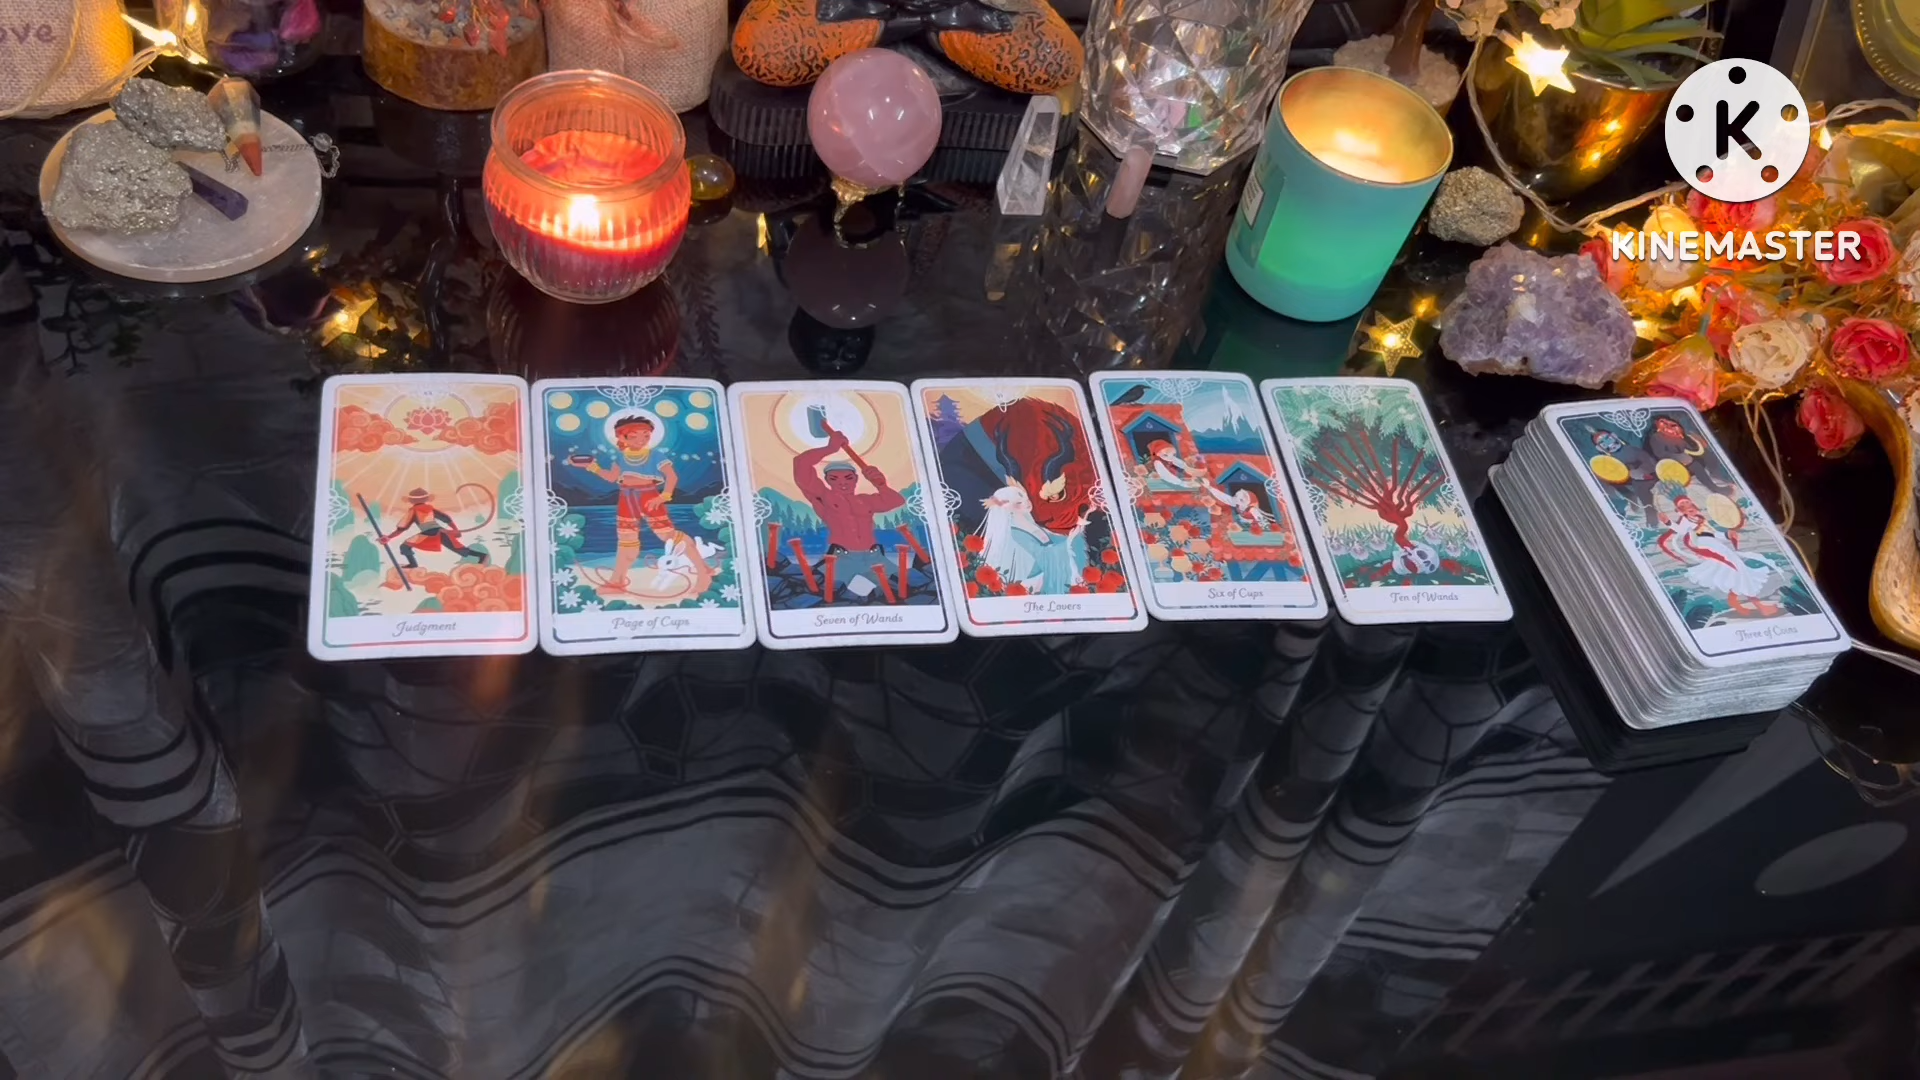 ove
K
KINEMASTER
Judgment
Page of Cups
Seven of Wands
The Lovers
Six of Cups
Ten of Wands
Three of Coins